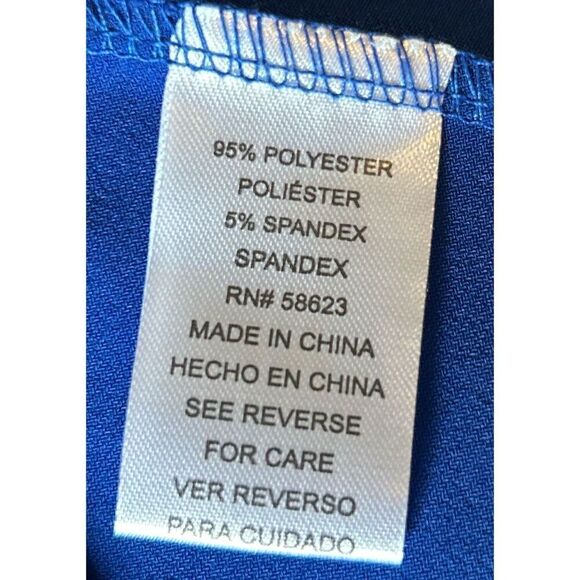 95% POLYESTER
POLIÉSTER
5% SPANDEX
SPANDEX
RN# 58623
MADE IN CHINA
HECHO EN CHINA
SEE REVERSE
FOR CARE
VER REVERSO
PARA CUIDADO